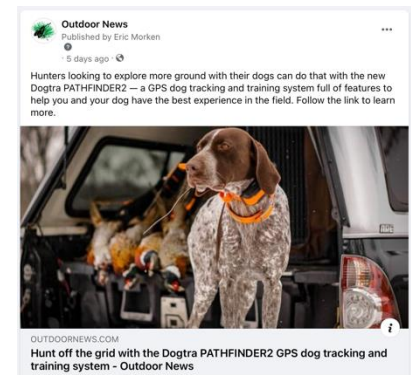 Outdoor News
Published by Eric Morken
· 5 days ago ·
Hunters looking to explore more ground with their dogs can do that with the new
Dogtra PATHFINDER2 — a GPS dog tracking and training system full of features to
help you and your dog have the best experience in the field. Follow the link to learn
more.
OUTDOORNEWS.COM
Hunt off the grid with the Dogtra PATHFINDER2 GPS dog tracking and
training system - Outdoor News